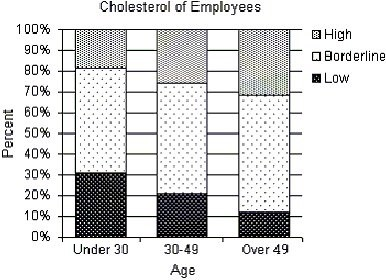 Cholesterol of Employees
100%
90%
80%
70%
60%
50%
40%
30%
20%
10%
0%
Percent
Under 30
30-49
Over 49
Age
High
Borderline
Low